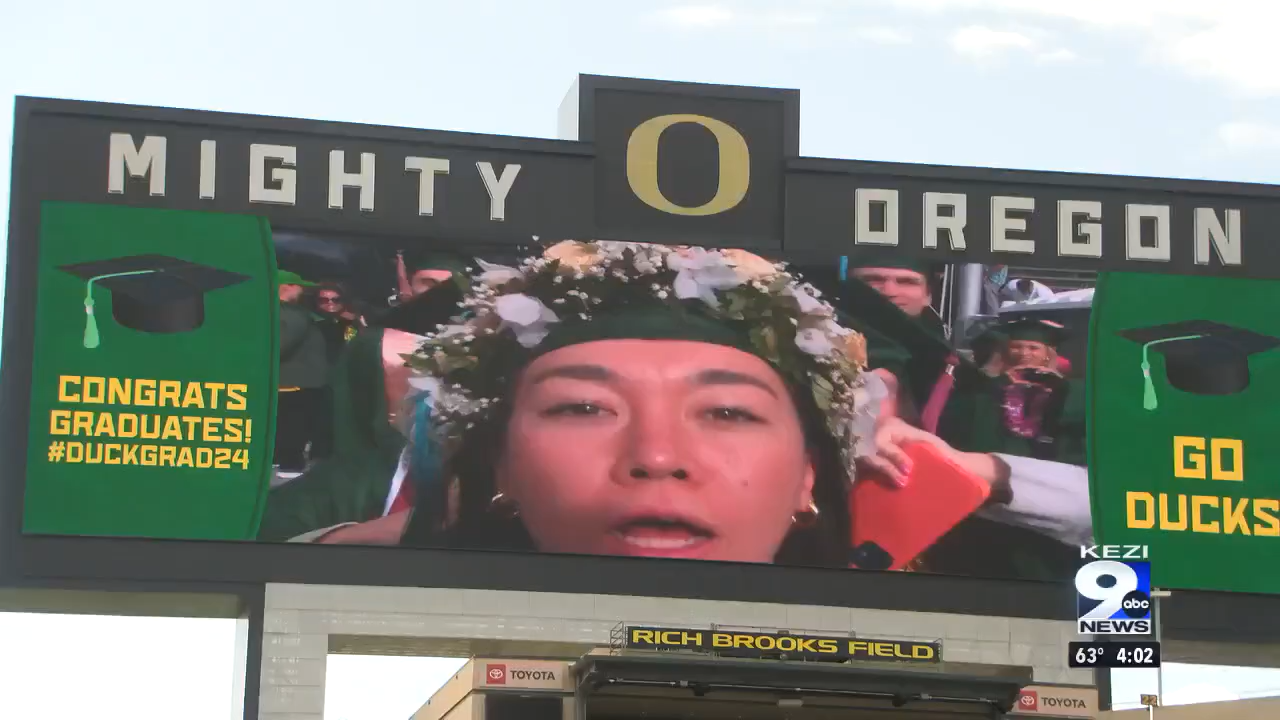 MIGHTY O OREGON
CONGRATS
GRADUATES!
#DUCKGRAD24
GO
DUCKS
RICH BROOKS FIELD
TOYOTA
TOYOTA
KEZI
9
abc
NEWS
63° 4:02